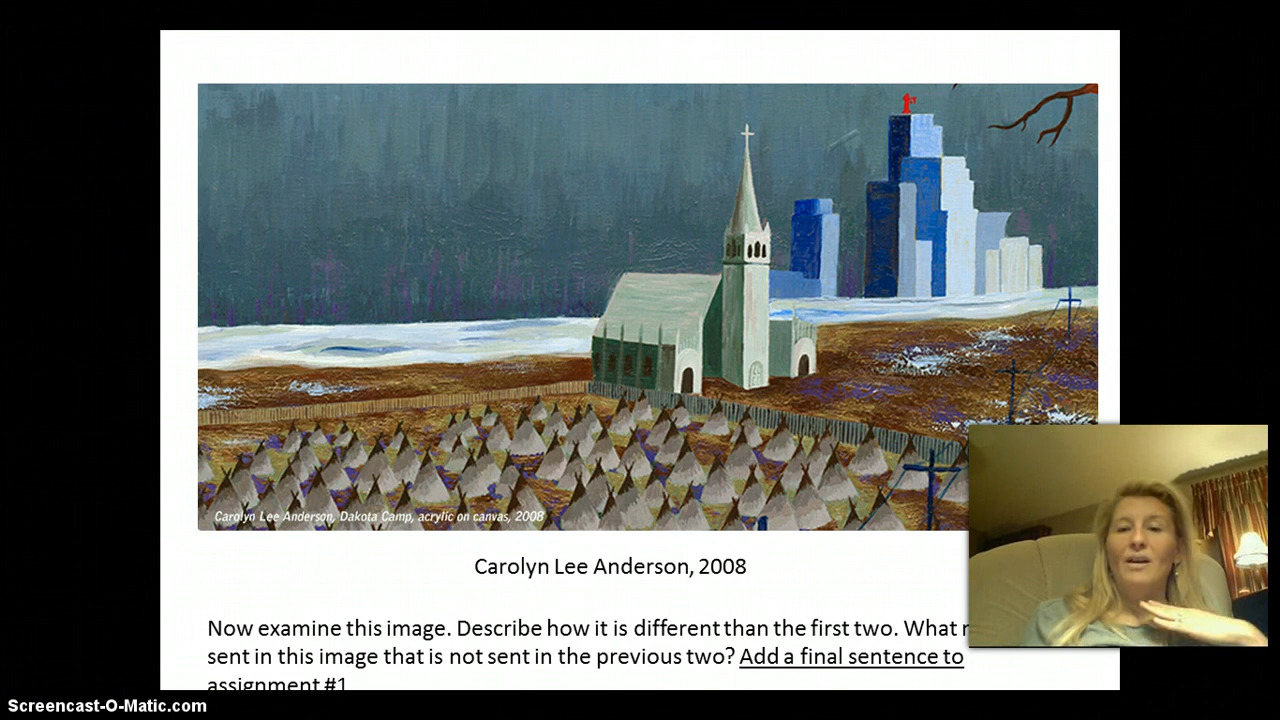 Carolyn Lee Anderson, Dakota Camp, acrylic on canvas, 2008
Carolyn Lee Anderson, 2008
Now examine this image. Describe how it is different than the first two. What
sent in this image that is not sent in the previous two? Add a final sentence to
assignment #1
Screencast-O-Matic.com